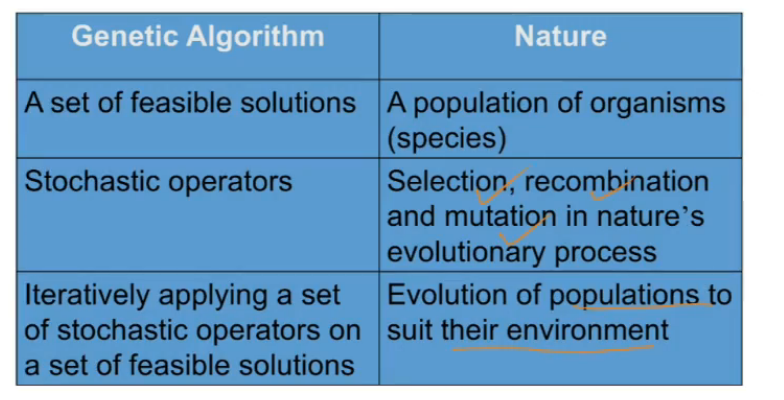 Genetic Algorithm
Nature
A set of feasible solutions
A population of organisms
(species)
Stochastic operators
Selection, recombination
and mutation in nature's
evolutionary process
Iteratively applying a set
of stochastic operators on
a set of feasible solutions
Evolution of populations to
suit their environment